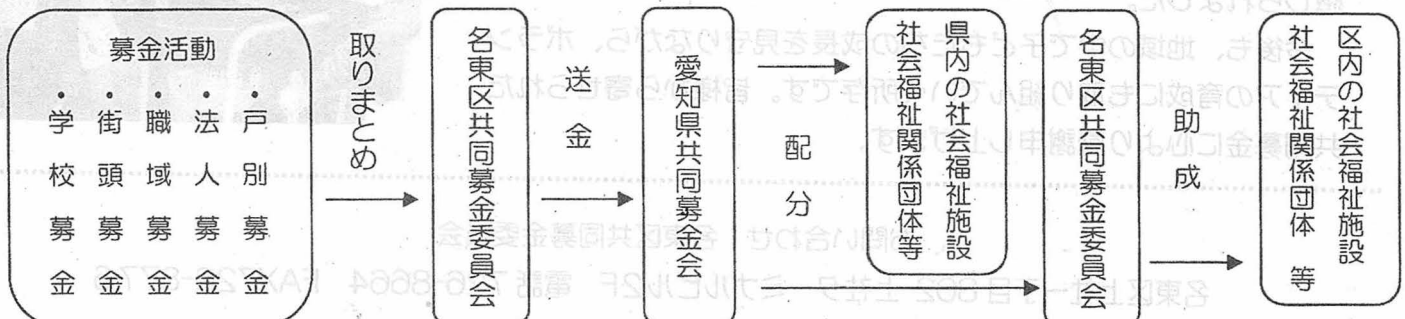 募金活動
・戸別募金
・法人募金
・職域募金
・街頭募金
・学校募金
取りまとめ
名東区共同募金委員会
送金
愛知県共同募金会
配分
県内の社会福祉施設
社会福祉関係団体等
名東区共同募金委員会
助成
区内の社会福祉施設
社会福祉関係団体 等